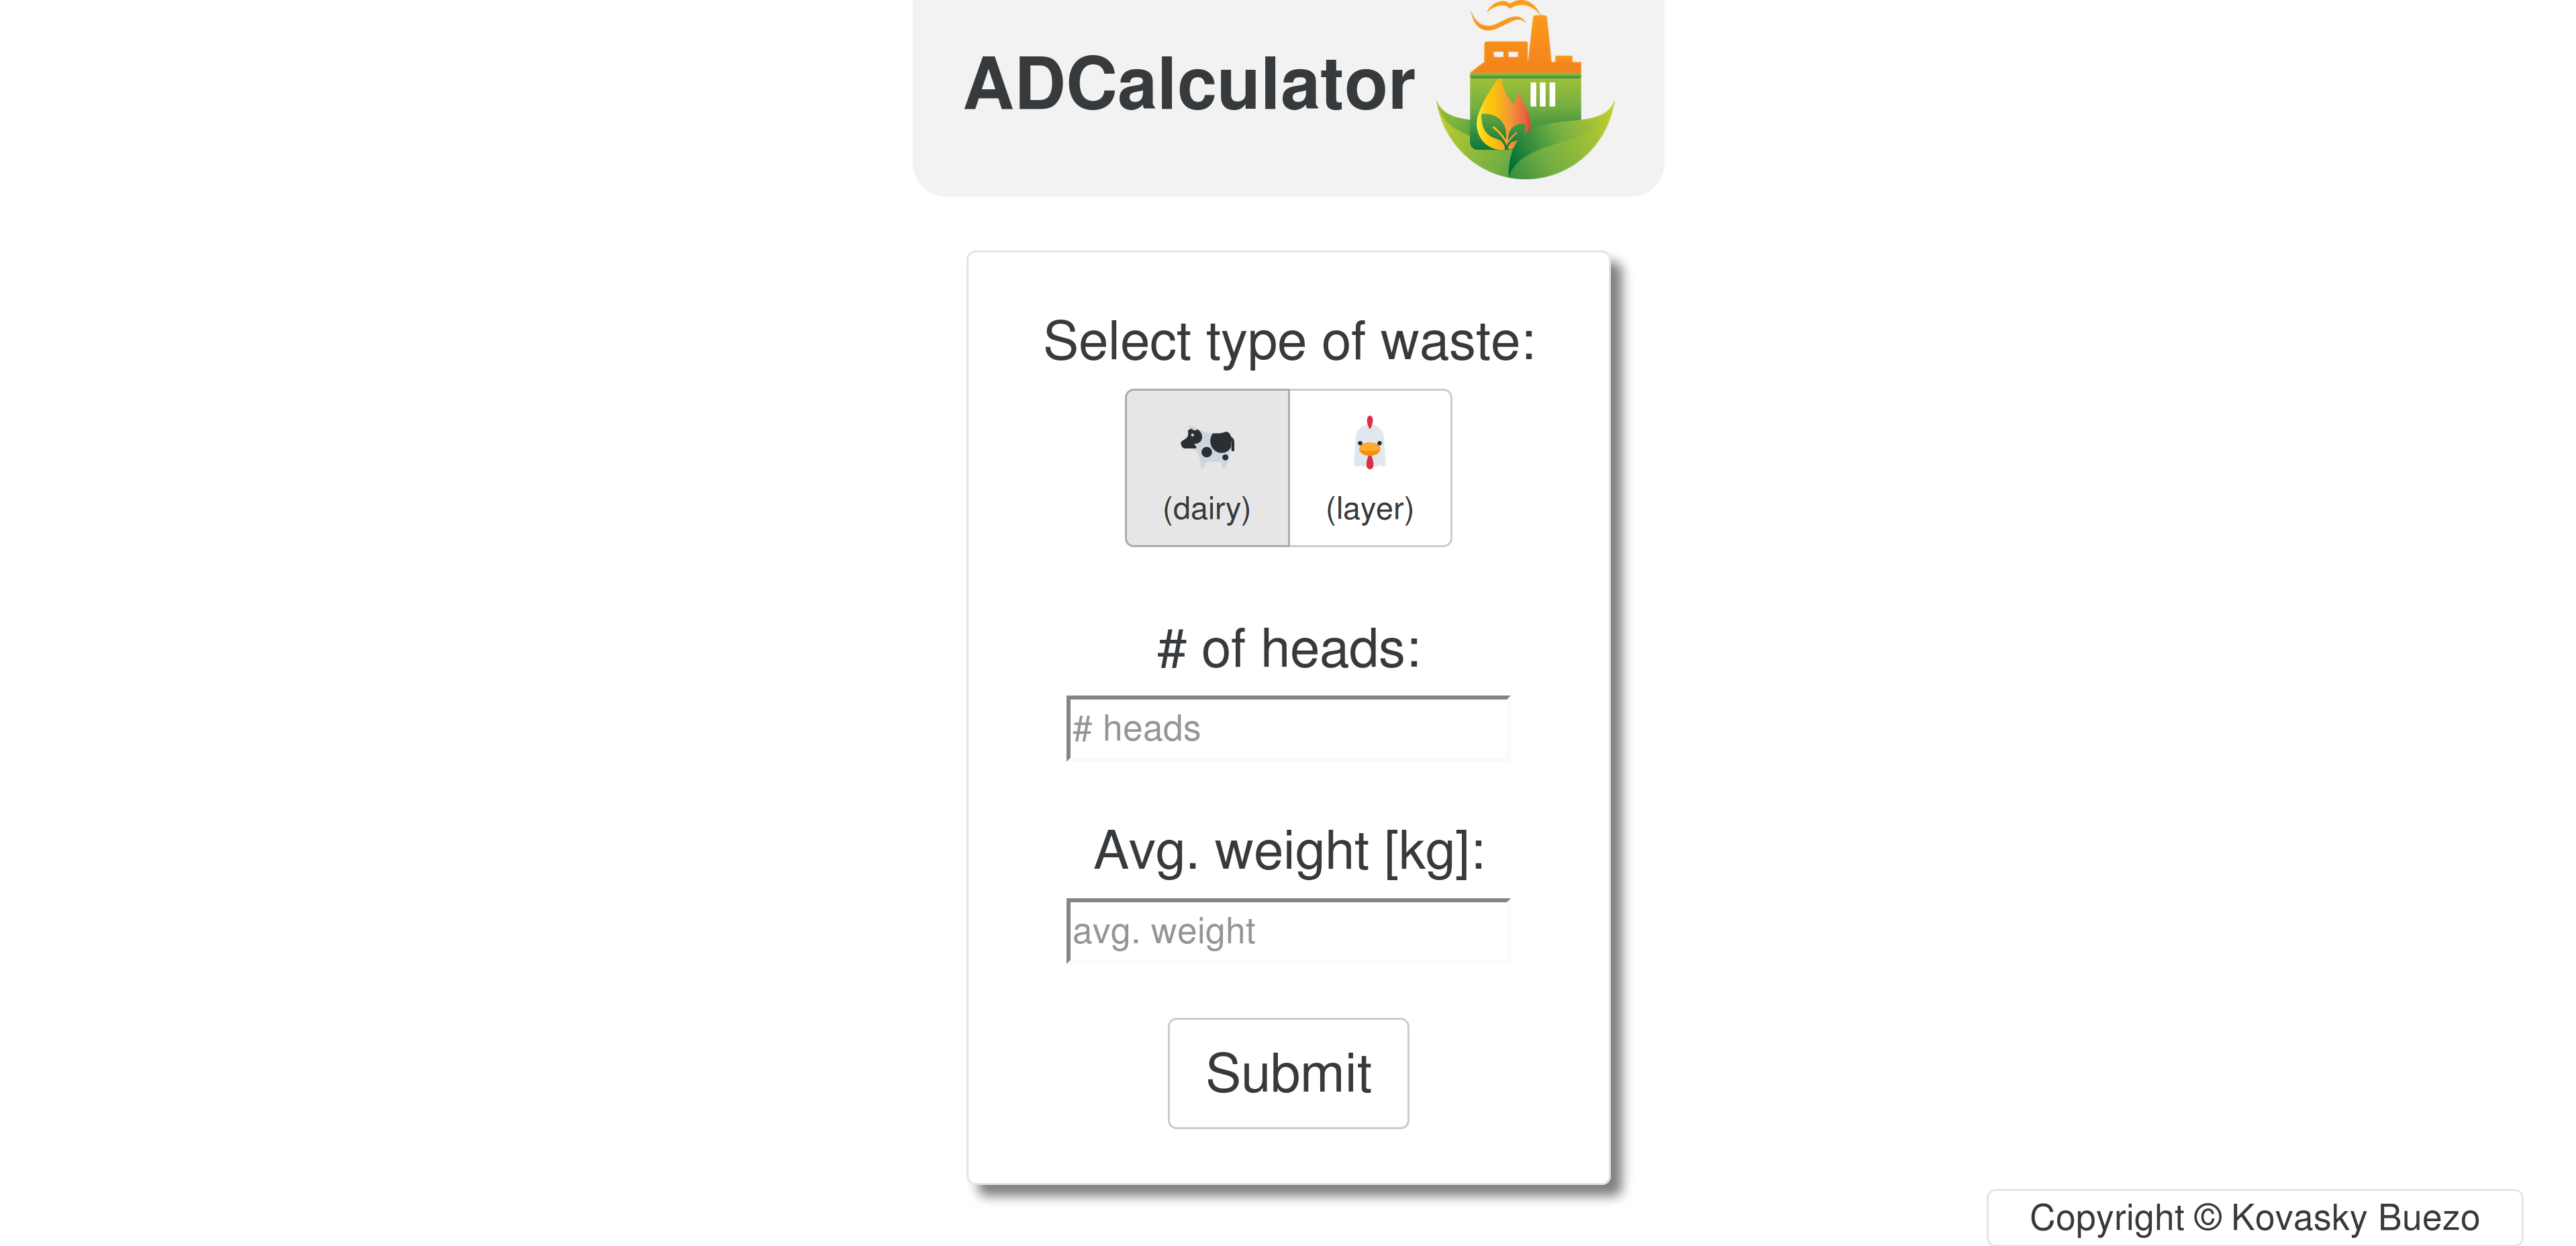 ADCalculator
Select type of waste:
(dairy) (layer)
# of heads:
# heads
Avg. weight [kg]:
avg. weight
Submit
Copyright © Kovasky Buezo